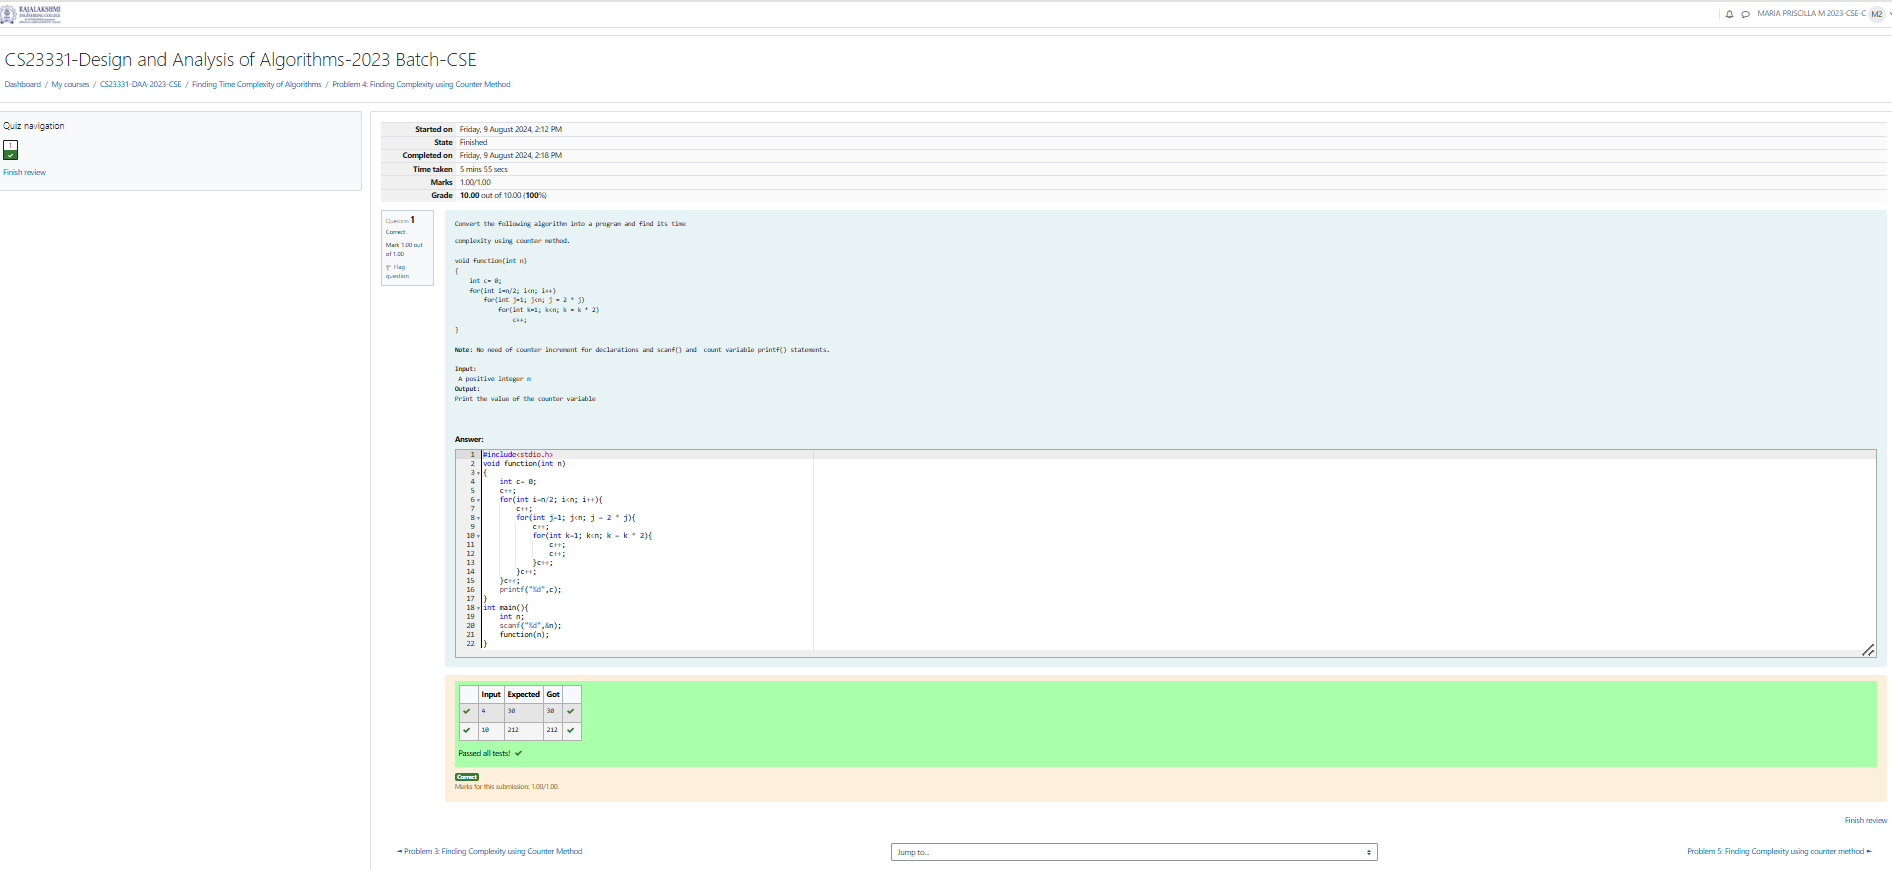 RAJALAKSHMI
ENGINEERING COLLEGE
MARIA PRISCILLA M 2023-CSE-C M2
CS23331-Design and Analysis of Algorithms-2023 Batch-CSE
Dashboard / My courses / CS23331-DAA-2023-CSE / Finding Time Complexity of Algorithms / Problem 4: Finding Complexity using Counter Method
Quiz navigation
1
Finish review
Started on Friday, 9 August 2024, 2:12 PM
State Finished
Completed on Friday, 9 August 2024, 2:18 PM
Time taken 5 mins 55 secs
Marks 1.00/1.00
Grade 10.00 out of 10.00 (100%)
Question 1
Correct
Mark 1.00 out
of 1.00
Flag
question
Convert the following algorithm into a program and find its time
complexity using counter method.
void function(int n)
{
int c= 0;
for(int i=n/2; i<n; i++)
for(int j=1; j<n; j = 2 * j)
for(int k=1; k<n; k = k * 2)
c++;
}
Note: No need of counter increment for declarations and scanf() and  count variable printf() statements.
Input:
A positive Integer n
Output:
Print the value of the counter variable
Answer:
1 #include<stdio.h>
2 void function(int n)
3 {
4 int c= 0;
5 c++;
6 for(int i=n/2; i<n; i++){
7 c++;
8 for(int j=1; j<n; j = 2 * j){
9 c++;
10 for(int k=1; k<n; k = k * 2){
11 c++;
12 c++;
13 }c++;
14 }c++;
15 }c++;
16 printf("%d",c);
17 }
18 int main(){
19 int n;
20 scanf("%d",&n);
21 function(n);
22 }
Input Expected Got
4 30 30
10 212 212
Passed all tests!
Correct
Marks for this submission: 1.00/1.00.
Finish review
◄ Problem 3: Finding Complexity using Counter Method
Jump to...
Problem 5: Finding Complexity using counter method ►